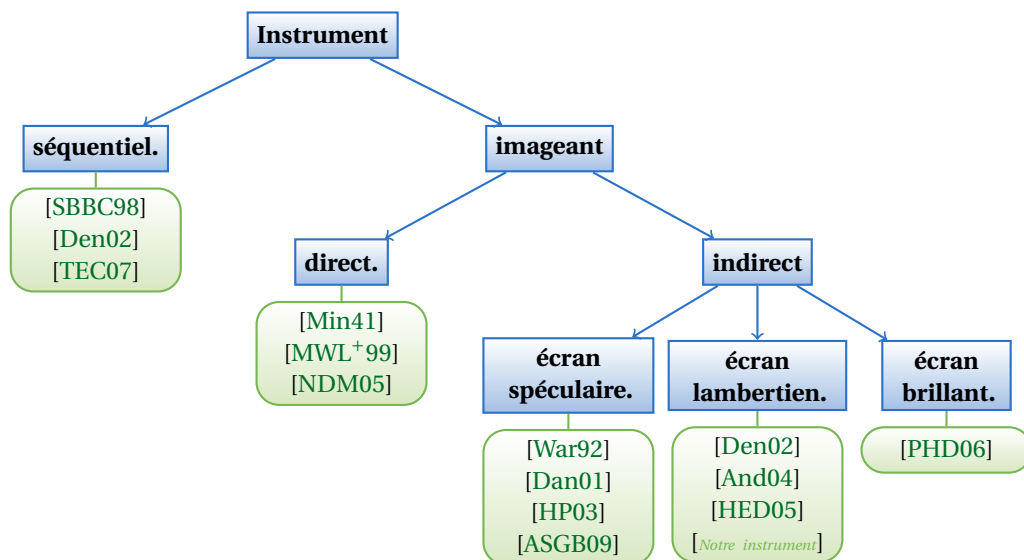 Instrument
séquentiel.
imageant
[SBBC98]
[Den02]
[TEC07]
direct.
indirect
[Min41]
[MWL+99]
[NDM05]
écran
spéculaire.
écran
lambertien.
écran
brillant.
[War92]
[Dan01]
[HP03]
[ASGB09]
[Den02]
[And04]
[HED05]
[Notre instrument]
[PHD06]